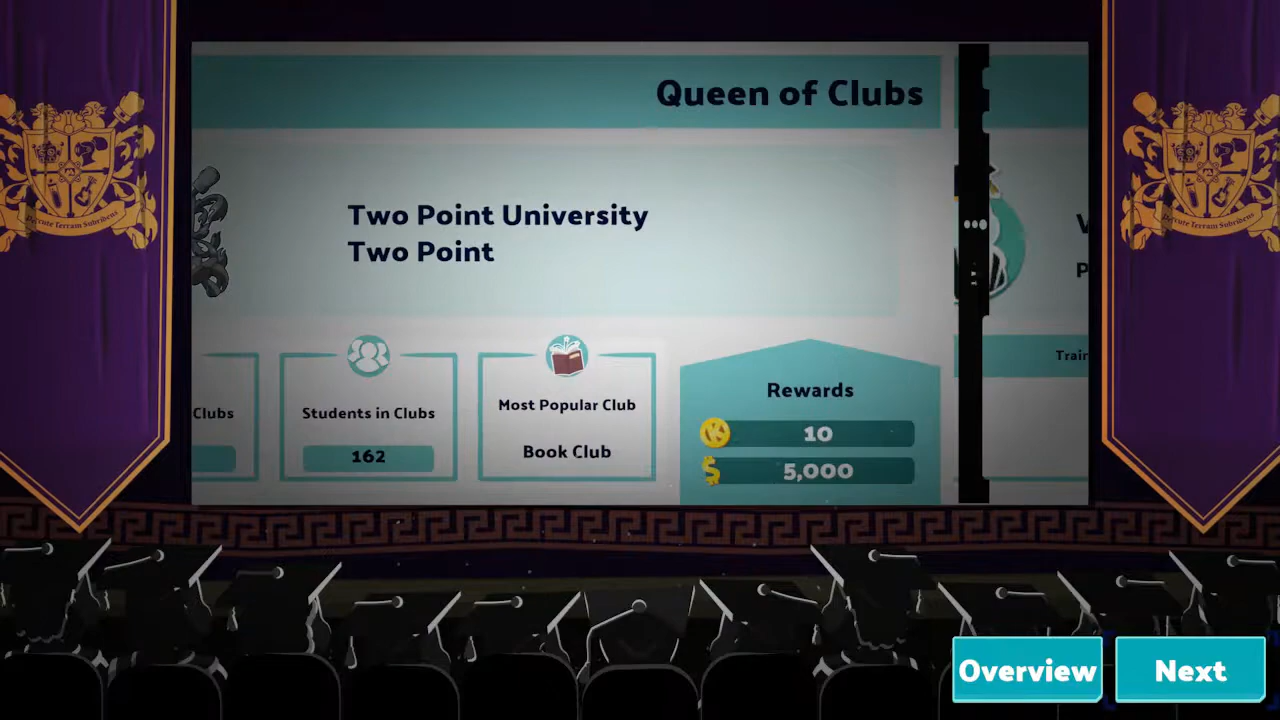 Queen of Clubs
Two Point University
Two Point
Clubs
Students in Clubs
162
Most Popular Club
Book Club
Rewards
K
10
$
5,000
Overview
Next